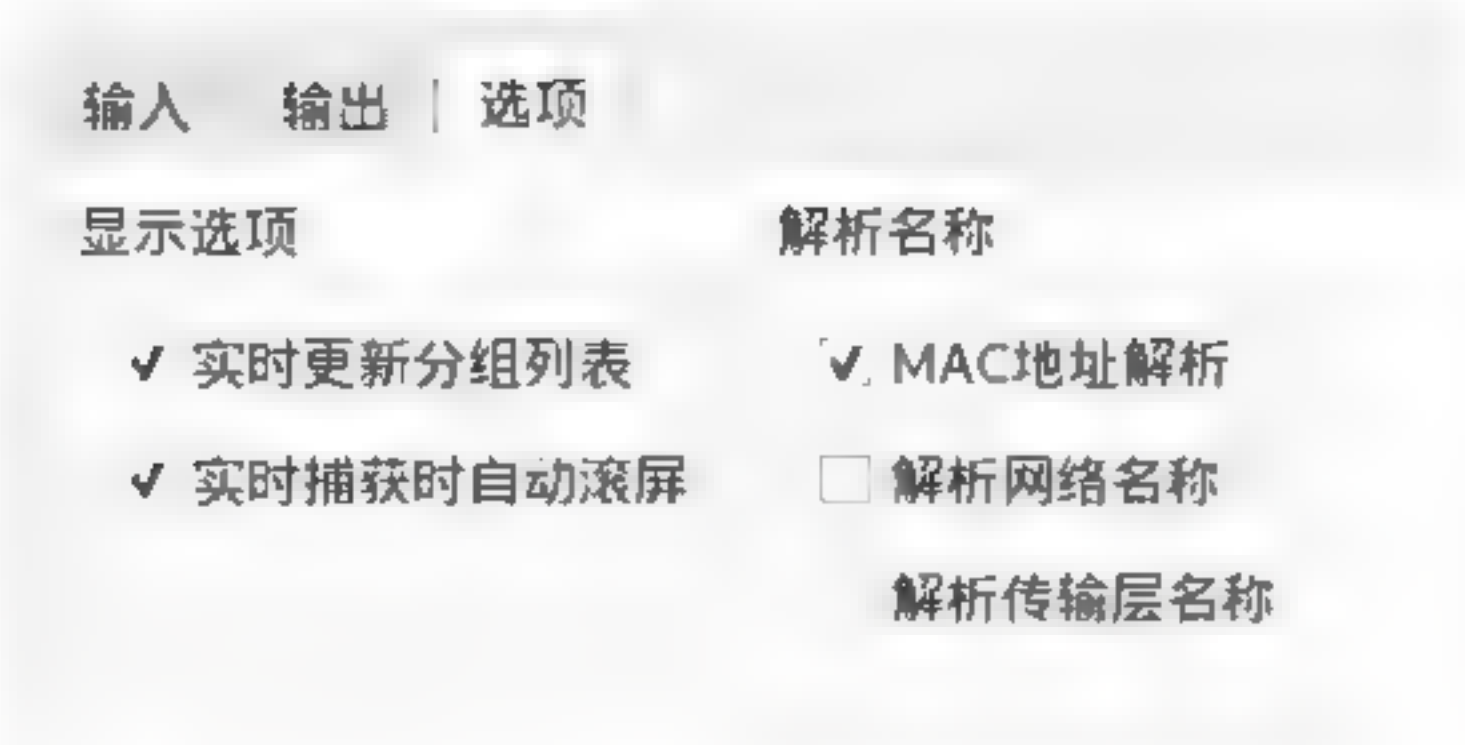 输入 输出 选项
显示选项 解析名称
实时更新分组列表 MAC地址解析
实时捕获时自动滚屏 解析网络名称
解析传输层名称